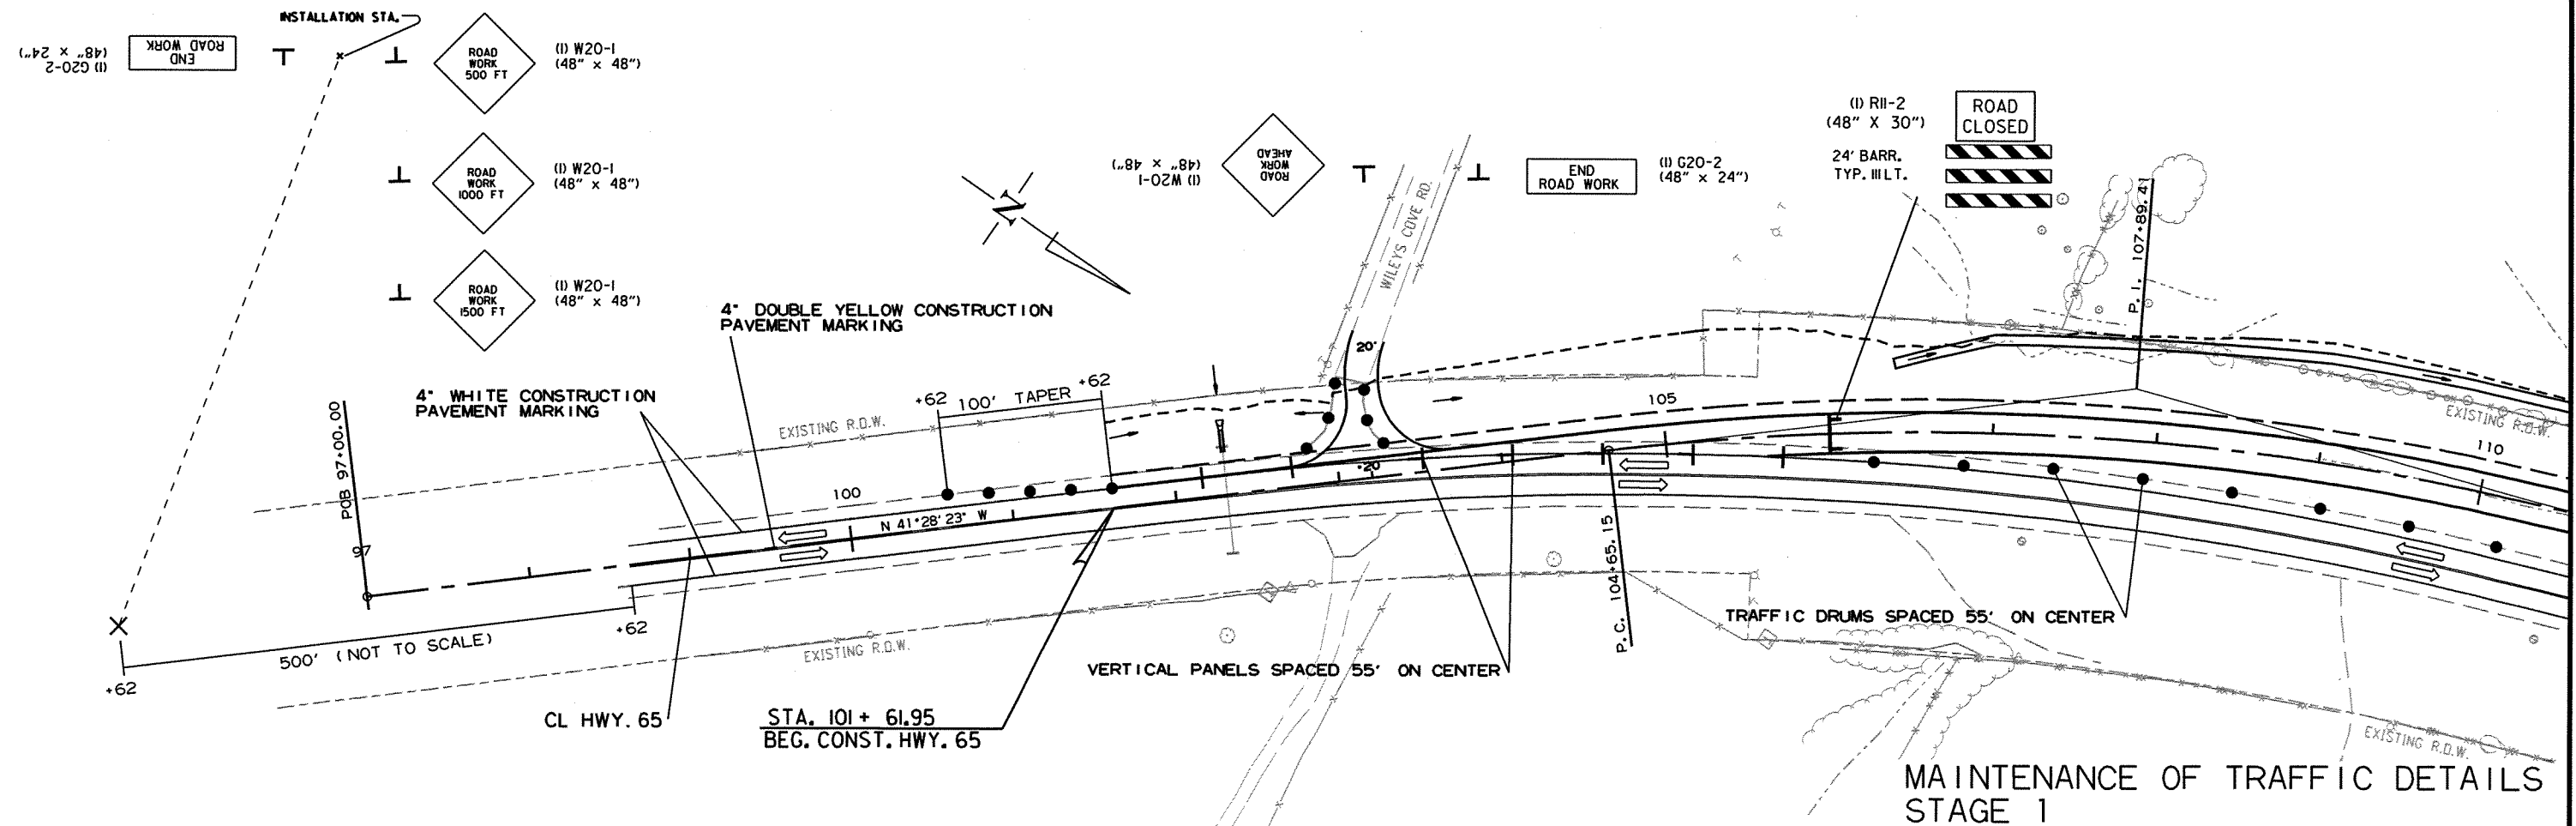 INSTALLATION STA.
(1) G20-2
(48" x 24")
END
ROAD WORK
ROAD
WORK
500 FT
(1) W20-1
(48" x 48")
ROAD
WORK
1000 FT
(1) W20-1
(48" x 48")
ROAD
WORK
1500 FT
(1) W20-1
(48" x 48")
(1) W20-1
(48" x 48")
ROAD
WORK
AHEAD
END
ROAD WORK
(1) G20-2
(48" x 24")
(1) R11-2
(48" X 30")
ROAD
CLOSED
24' BARR.
TYP. III LT.
N
WILEYS COVE RD.
P.I. 107+89.41
4" DOUBLE YELLOW CONSTRUCTION
PAVEMENT MARKING
4" WHITE CONSTRUCTION
PAVEMENT MARKING
20'
+62
100' TAPER
+62
105
EXISTING R.O.W.
EXISTING R.O.W.
110
POB 97+00.00
100
N 41°28'23" W
+20
97
P.C. 104+65.15
500' (NOT TO SCALE)
+62
+62
EXISTING R.O.W.
TRAFFIC DRUMS SPACED 55' ON CENTER
VERTICAL PANELS SPACED 55' ON CENTER
CL HWY. 65
STA. 101+ 61.95
BEG. CONST. HWY. 65
EXISTING R.O.W.
MAINTENANCE OF TRAFFIC DETAILS
STAGE 1